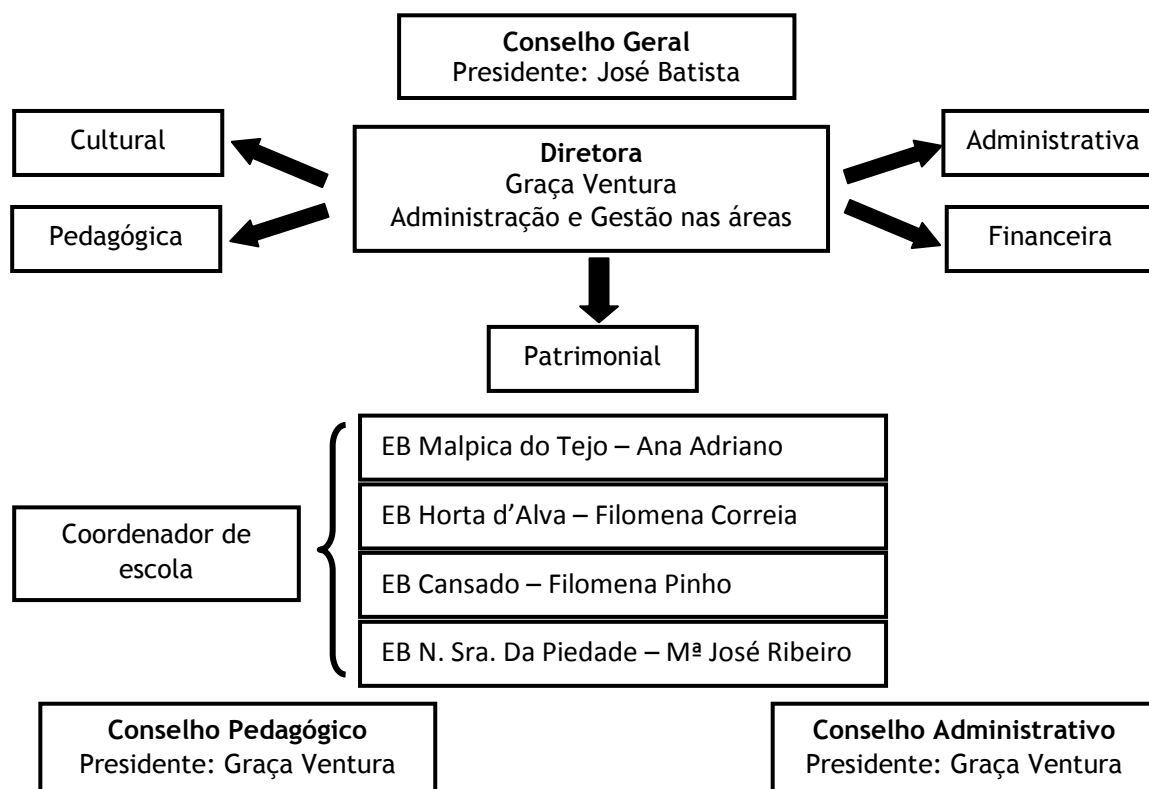 Conselho Geral
Presidente: José Batista
Cultural
Diretora
Graça Ventura
Administração e Gestão nas áreas
Administrativa
Pedagógica
Financeira
Patrimonial
Coordenador de
escola
EB Malpica do Tejo – Ana Adriano
EB Horta d’Alva – Filomena Correia
EB Cansado – Filomena Pinho
EB N. Sra. Da Piedade – Mª José Ribeiro
Conselho Pedagógico
Presidente: Graça Ventura
Conselho Administrativo
Presidente: Graça Ventura